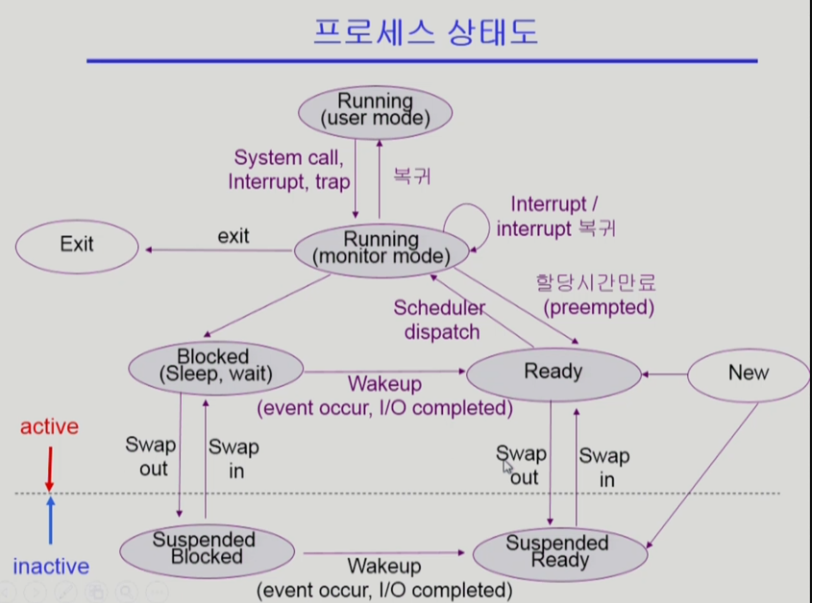 프로세스 상태도
Running
(user mode)
System call,
Interrupt, trap
복귀
Interrupt /
interrupt 복귀
Exit
exit
Running
(monitor mode)
할당시간만료
(preempted)
Scheduler
dispatch
Blocked
(Sleep, wait)
Wakeup
(event occur, I/O completed)
Ready
New
active
Swap
out
Swap
in
Swap
out
Swap
in
inactive
Suspended
Blocked
Wakeup
(event occur, I/O completed)
Suspended
Ready